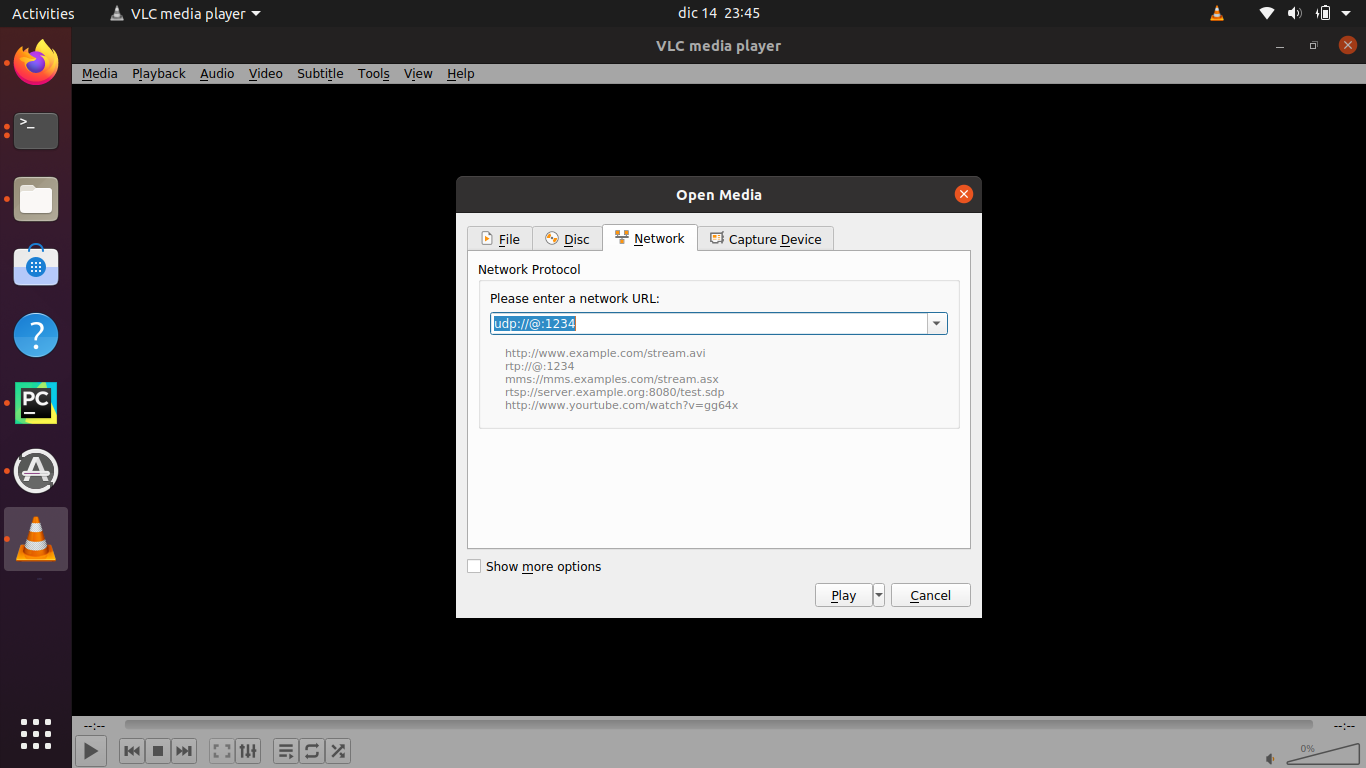 Activities VLC media player dic 14 23:45
VLC media player
Media Playback Audio Video Subtitle Tools View Help
>_
Open Media
File Disc Network Capture Device
Network Protocol
Please enter a network URL:
udp://@:1234
?
http://www.example.com/stream.avi
rtp://@:1234
mms://mms.examples.com/stream.asx
rtsp://server.example.org:8080/test.sdp
http://www.yourtube.com/watch?v=gg64x
PC
Show more options
Play Cancel
--:-- --:--
0%